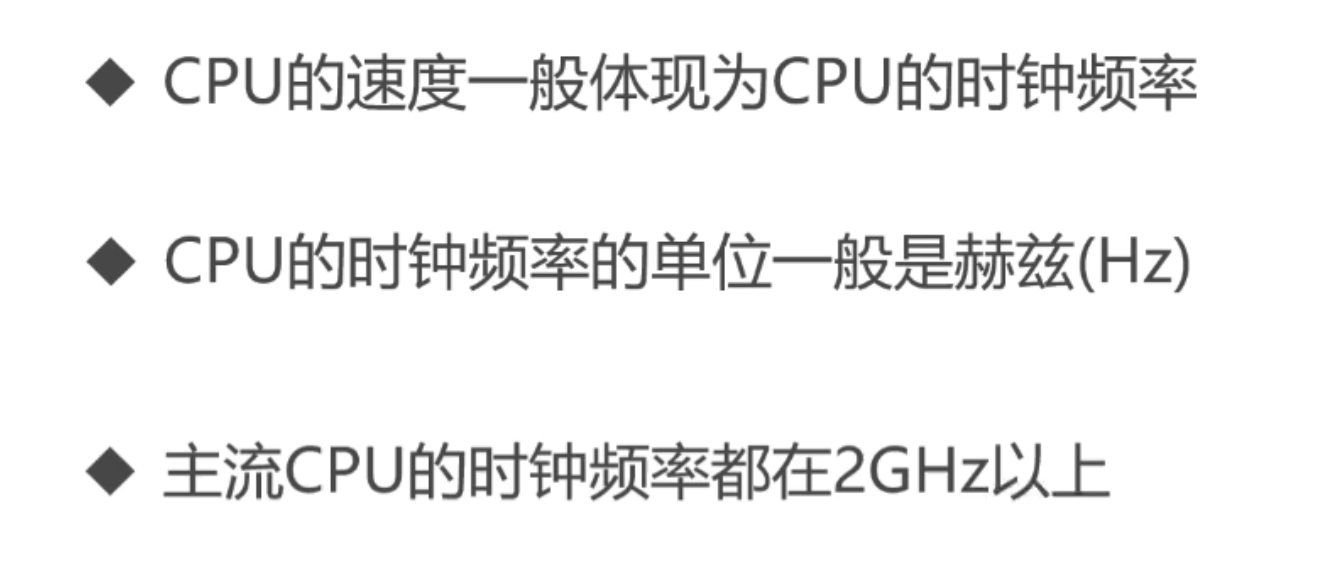 ◆ CPU的速度一般体现为CPU的时钟频率
◆ CPU的时钟频率的单位一般是赫兹(Hz)
◆ 主流CPU的时钟频率都在2GHz以上